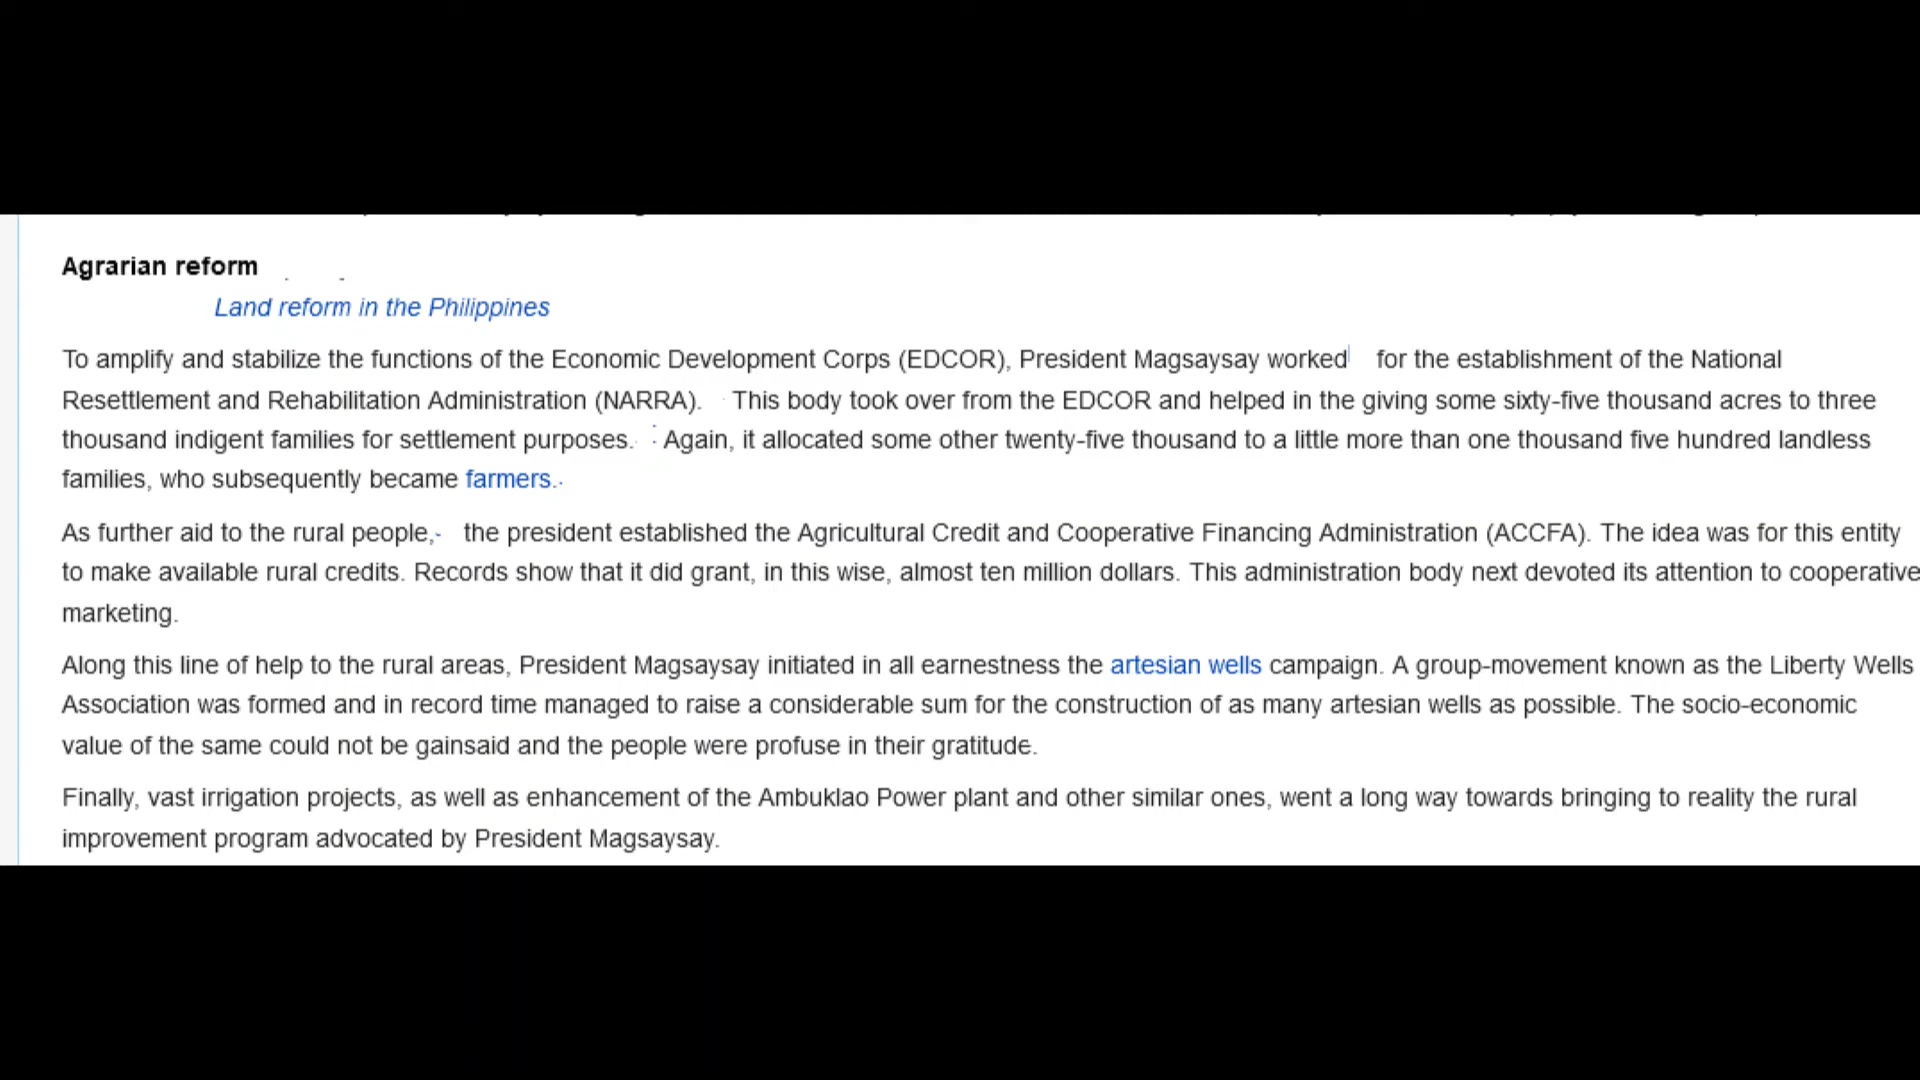 Agrarian reform
Land reform in the Philippines
To amplify and stabilize the functions of the Economic Development Corps (EDCOR), President Magsaysay worked for the establishment of the National
Resettlement and Rehabilitation Administration (NARRA). This body took over from the EDCOR and helped in the giving some sixty-five thousand acres to three
thousand indigent families for settlement purposes. Again, it allocated some other twenty-five thousand to a little more than one thousand five hundred landless
families, who subsequently became farmers.
As further aid to the rural people, the president established the Agricultural Credit and Cooperative Financing Administration (ACCFA). The idea was for this entity
to make available rural credits. Records show that it did grant, in this wise, almost ten million dollars. This administration body next devoted its attention to cooperative
marketing.
Along this line of help to the rural areas, President Magsaysay initiated in all earnestness the artesian wells campaign. A group-movement known as the Liberty Wells
Association was formed and in record time managed to raise a considerable sum for the construction of as many artesian wells as possible. The socio-economic
value of the same could not be gainsaid and the people were profuse in their gratitude.
Finally, vast irrigation projects, as well as enhancement of the Ambuklao Power plant and other similar ones, went a long way towards bringing to reality the rural
improvement program advocated by President Magsaysay.